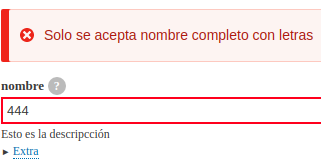 Solo se acepta nombre completo con letras
nombre ?
444
Esto es la descripcción
► Extra